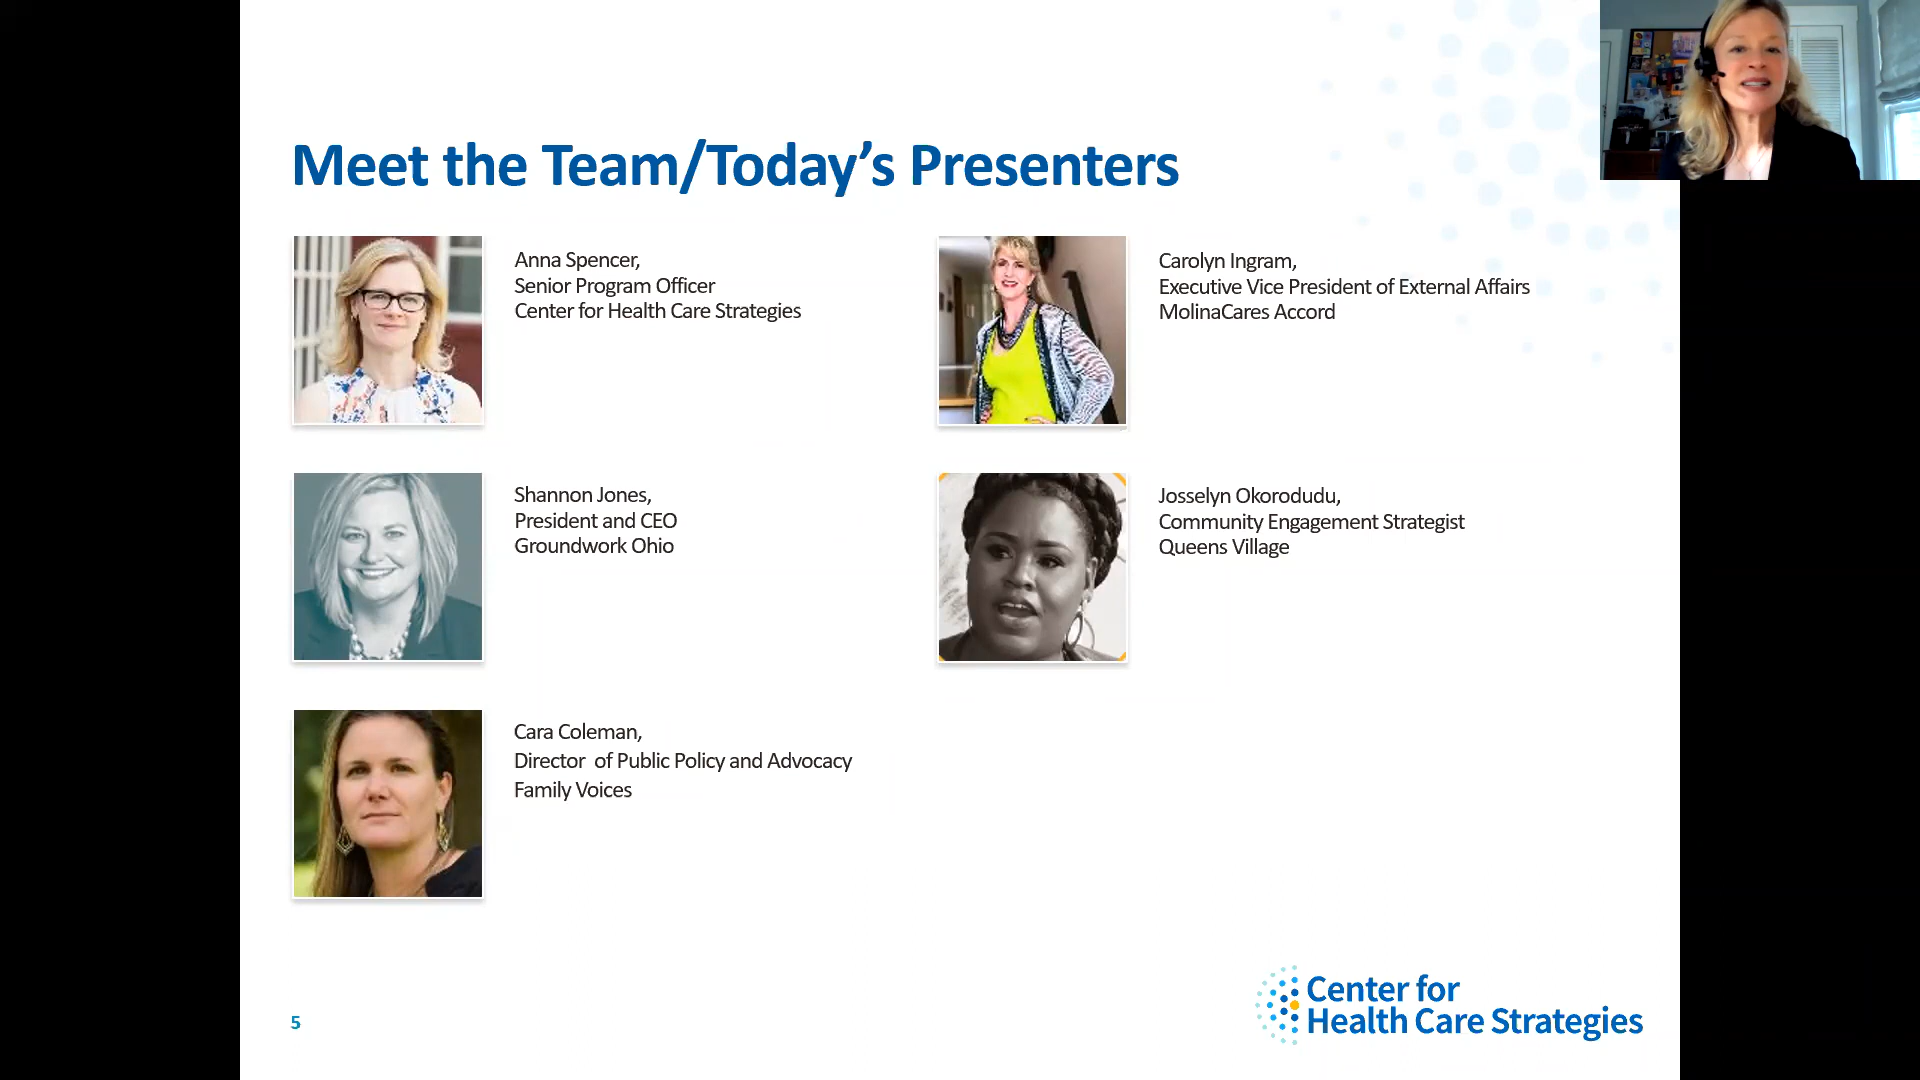 Meet the Team/Today's Presenters
Anna Spencer,
Senior Program Officer
Center for Health Care Strategies
Carolyn Ingram,
Executive Vice President of External Affairs
MolinaCares Accord
Shannon Jones,
President and CEO
Groundwork Ohio
Josselyn Okorodudu,
Community Engagement Strategist
Queens Village
Cara Coleman,
Director  of Public Policy and Advocacy
Family Voices
5
Center for
Health Care Strategies